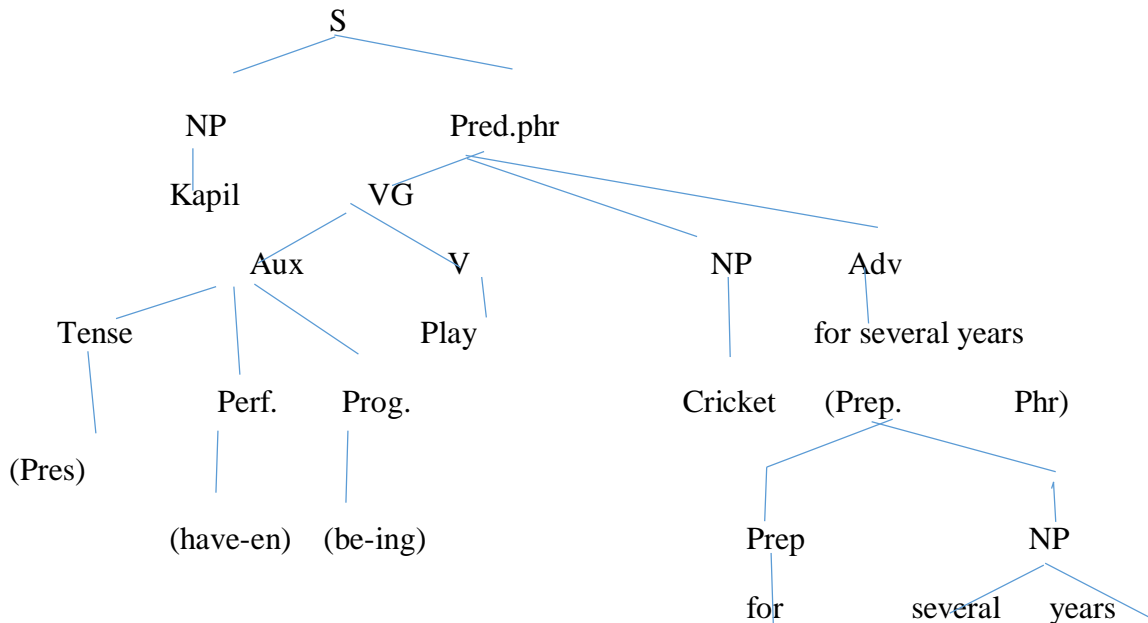 S
NP Pred.phr
Kapil VG
Aux V NP Adv
Tense Play for several years
Perf. Prog. Cricket (Prep. Phr)
(Pres)
(have-en) (be-ing) Prep NP
for several years